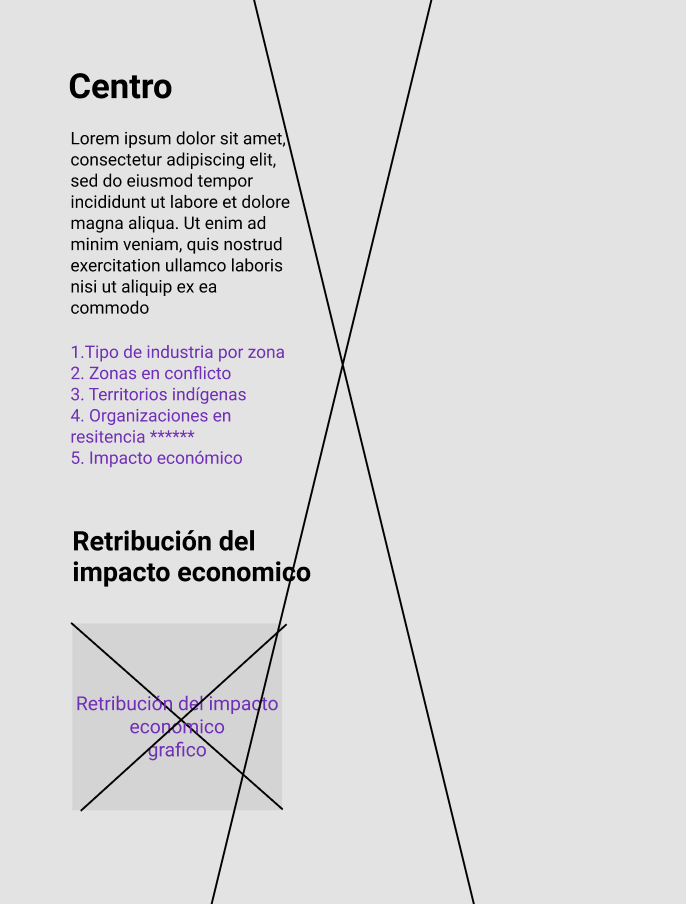 Centro
Lorem ipsum dolor sit amet,
consectetur adipiscing elit,
sed do eiusmod tempor
incididunt ut labore et dolore
magna aliqua. Ut enim ad
minim veniam, quis nostrud
exercitation ullamco laboris
nisi ut aliquip ex ea
commodo
1.Tipo de industria por zona
2. Zonas en conflicto
3. Territorios indígenas
4. Organizaciones en
resitencia ******
5. Impacto económico
Retribución del
impacto economico
Retribución del impacto
económico
grafico